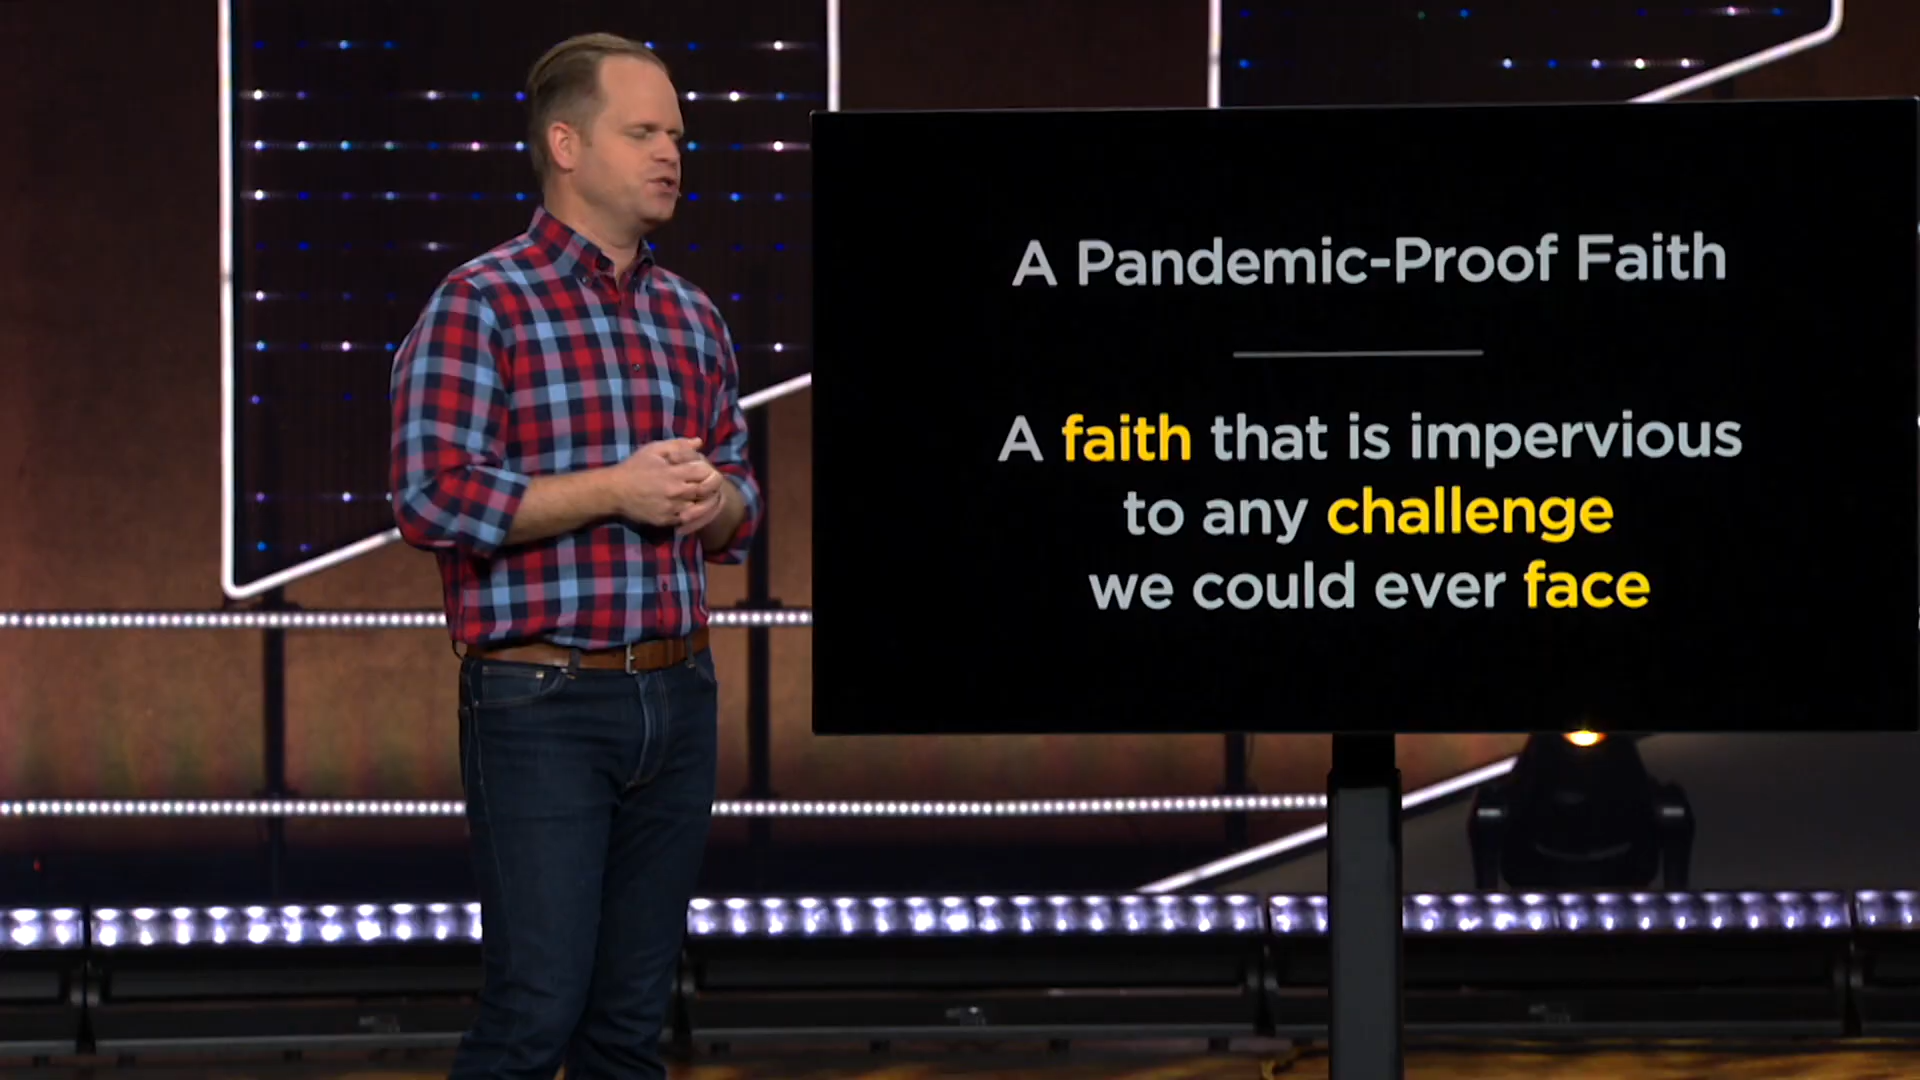 A Pandemic-Proof Faith
A faith that is impervious
to any challenge
we could ever face